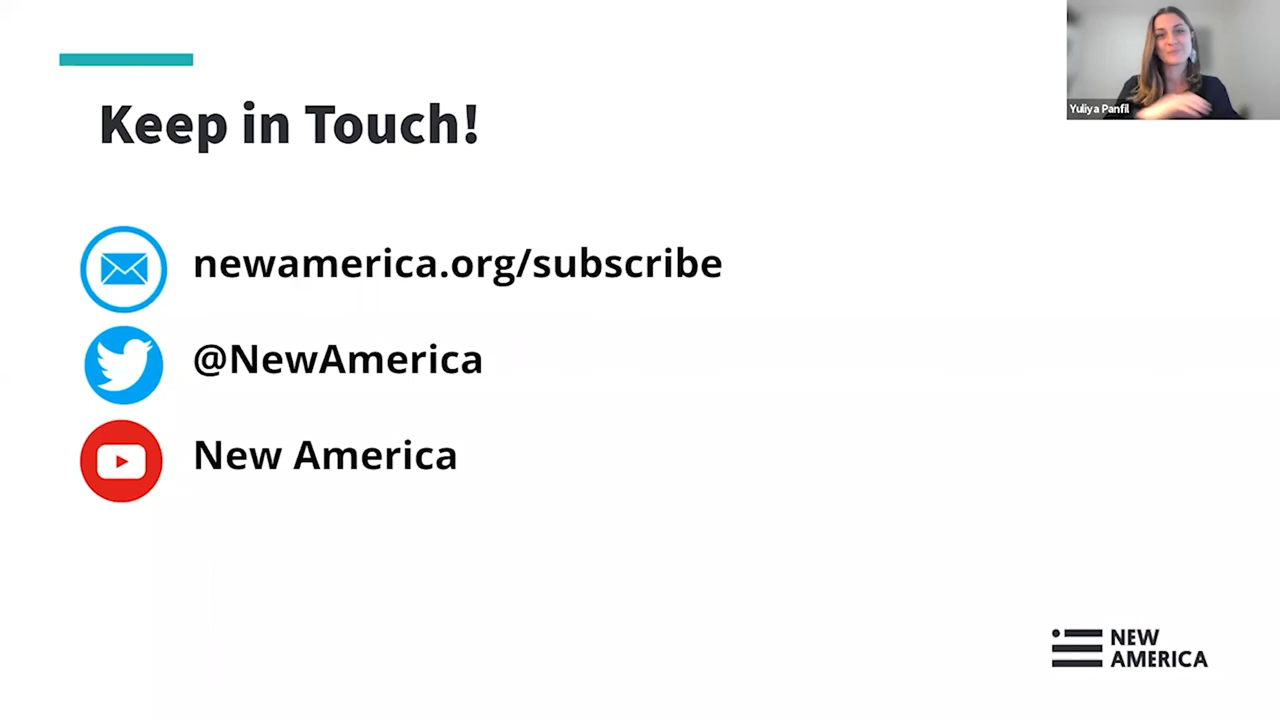 Keep in Touch!
Yuliya Panfil
newamerica.org/subscribe
@NewAmerica
New America
NEW
AMERICA